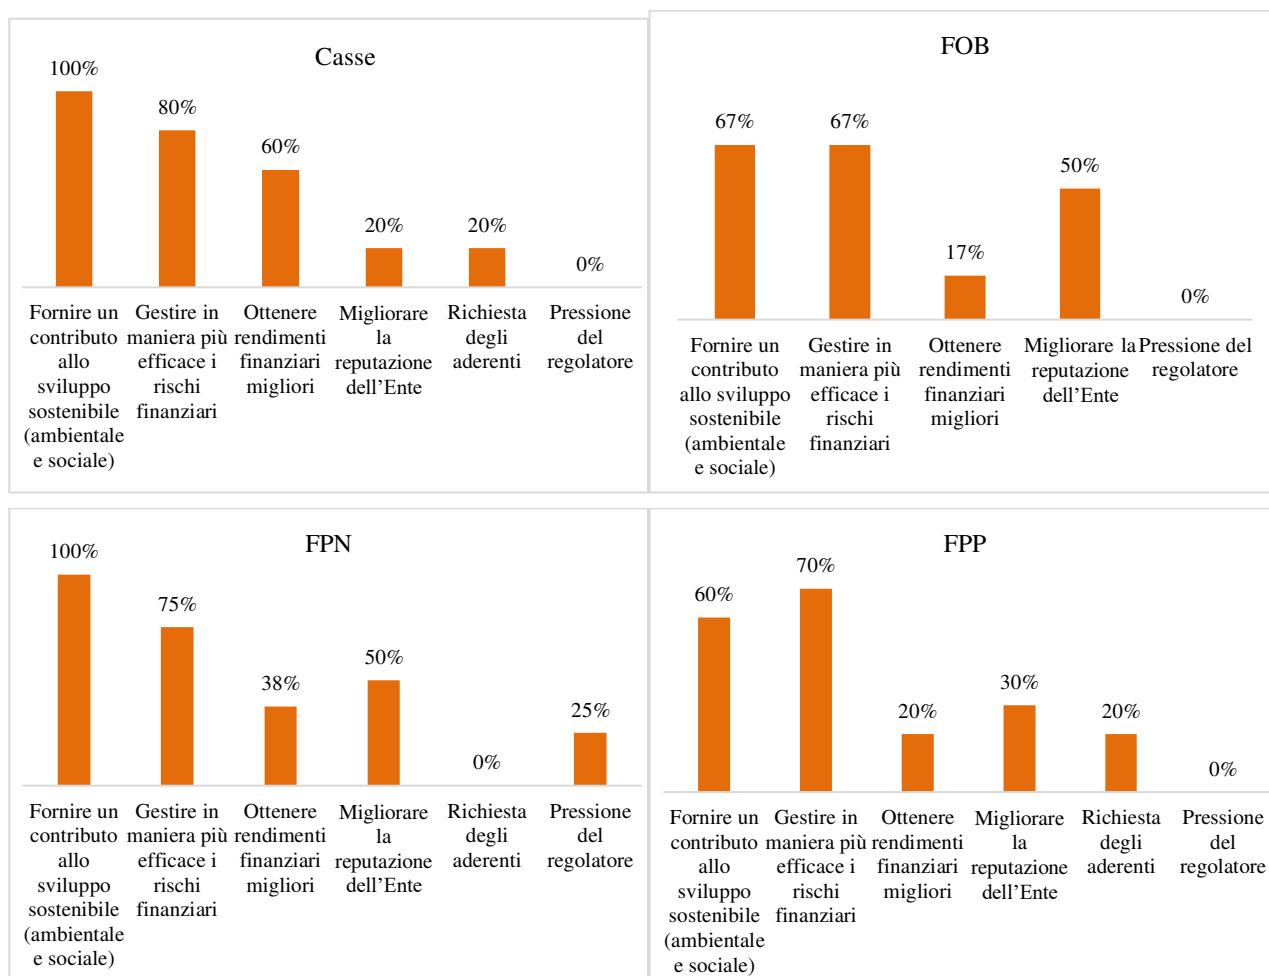 Casse
100%
80%
60%
20%
20%
0%
Fornire un
contributo
allo
sviluppo
sostenibile
(ambientale
e sociale)
Gestire in
maniera più
efficace i
rischi
finanziari
Ottenere
rendimenti
finanziari
migliori
Migliorare
la
reputazione
dell’Ente
Richiesta
degli
aderenti
Pressione
del
regolatore
FOB
67%
67%
17%
50%
0%
Fornire un
contributo
allo sviluppo
sostenibile
(ambientale
e sociale)
Gestire in
maniera più
efficace i
rischi
finanziari
Ottenere
rendimenti
finanziari
migliori
Migliorare la
reputazione
dell’Ente
Pressione del
regolatore
FPN
100%
75%
38%
50%
0%
25%
Fornire un
contributo
allo
sviluppo
sostenibile
(ambientale
e sociale)
Gestire in
maniera più
efficace i
rischi
finanziari
Ottenere
rendimenti
finanziari
migliori
Migliorare
la
reputazione
dell’Ente
Richiesta
degli
aderenti
Pressione
del
regolatore
FPP
60%
70%
20%
30%
20%
0%
Fornire un
contributo
allo
sviluppo
sostenibile
(ambientale
e sociale)
Gestire in
maniera più
efficace i
rischi
finanziari
Ottenere
rendimenti
finanziari
migliori
Migliorare
la
reputazione
dell’Ente
Richiesta
degli
aderenti
Pressione
del
regolatore